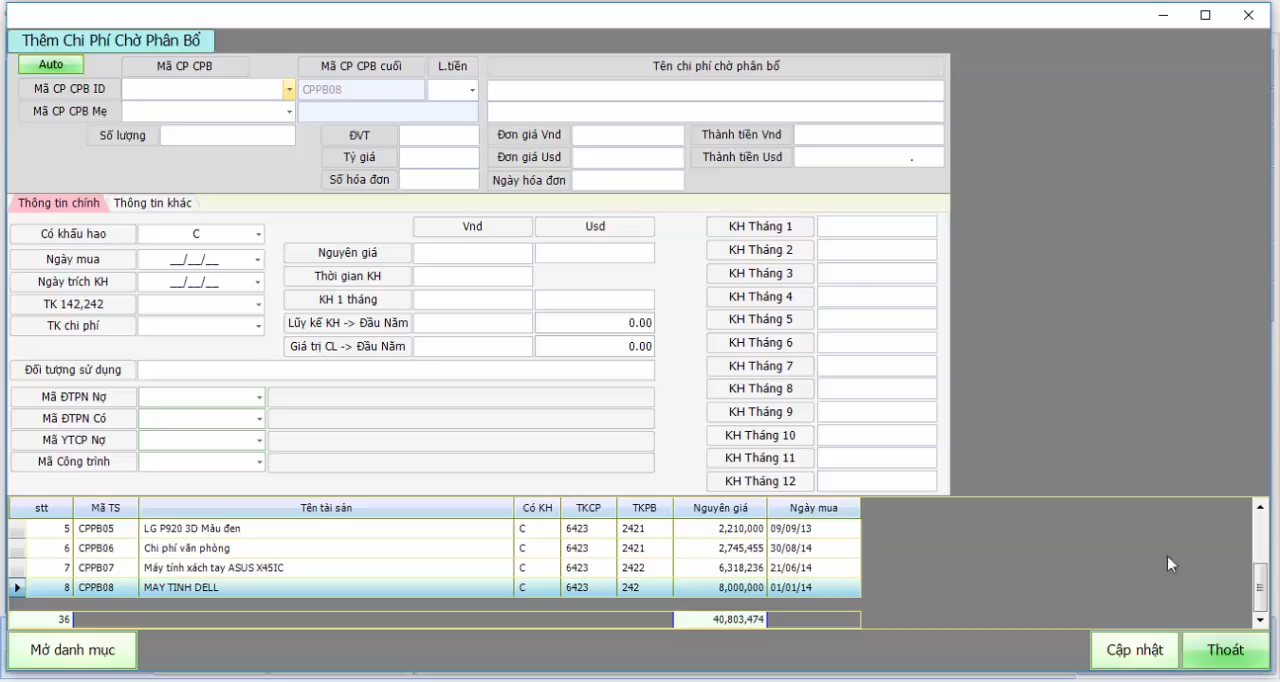 Thêm Chi Phí Chờ Phân Bổ
Auto Mã CP CPB Mã CP CPB cuối L.tiền Tên chi phí chờ phân bổ
Mã CP CPB ID CPPB08
Mã CP CPB Mẹ
Số lượng ĐVT Đơn giá Vnd Thành tiền Vnd
Tỷ giá Đơn giá Usd Thành tiền Usd .
Số hóa đơn Ngày hóa đơn
Thông tin chính Thông tin khác
Vnd Usd KH Tháng 1
Có khấu hao C
Nguyên giá KH Tháng 2
Ngày mua __/__/__
Thời gian KH KH Tháng 3
Ngày trích KH __/__/__
KH 1 tháng KH Tháng 4
TK 142,242
Lũy kế KH -> Đầu Năm 0.00 KH Tháng 5
TK chi phí
Giá trị CL -> Đầu Năm 0.00 KH Tháng 6
Đối tượng sử dụng KH Tháng 7
Mã ĐTPN Nợ KH Tháng 8
Mã ĐTPN Có KH Tháng 9
Mã YTCP Nợ KH Tháng 10
Mã Công trình KH Tháng 11
KH Tháng 12
stt Mã TS Tên tài sản Có KH TKCP TKPB Nguyên giá Ngày mua
5 CPPB05 LG P920 3D Màu đen C 6423 2421 2,210,000 09/09/13
6 CPPB06 Chi phí văn phòng C 6423 2421 2,745,455 30/08/14
7 CPPB07 Máy tính xách tay ASUS X45IC C 6423 2422 6,318,236 21/06/14
8 CPPB08 MAY TINH DELL C 6423 242 8,000,000 01/01/14
36 40,803,474
Mở danh mục Cập nhật Thoát